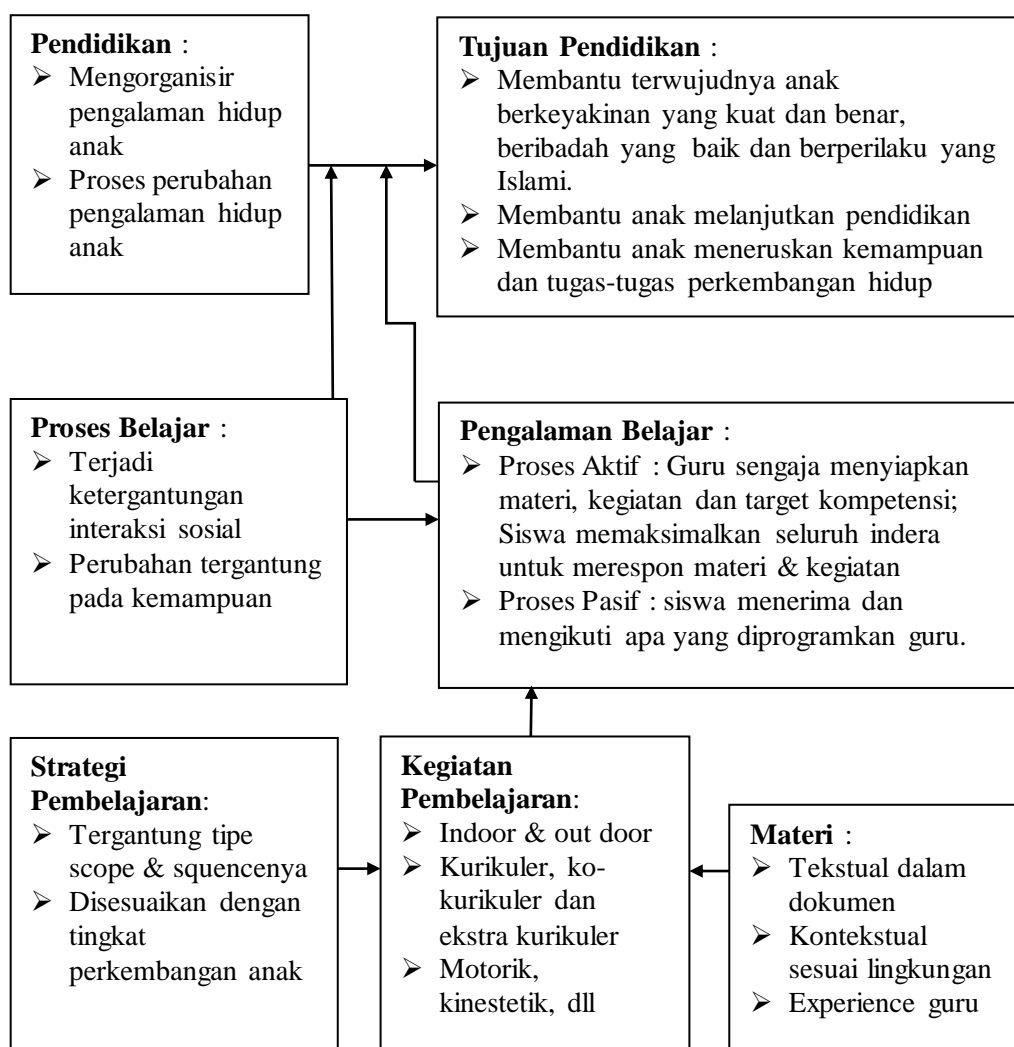 Pendidikan :
➢ Mengorganisir
pengalaman hidup
anak
➢ Proses perubahan
pengalaman hidup
anak
Tujuan Pendidikan :
➢ Membantu terwujudnya anak
berkeyakinan yang kuat dan benar,
beribadah yang baik dan berperilaku yang
Islami.
➢ Membantu anak melanjutkan pendidikan
➢ Membantu anak meneruskan kemampuan
dan tugas-tugas perkembangan hidup
Proses Belajar :
➢ Terjadi
ketergantungan
interaksi sosial
➢ Perubahan tergantung
pada kemampuan
Pengalaman Belajar :
➢ Proses Aktif : Guru sengaja menyiapkan
materi, kegiatan dan target kompetensi;
Siswa memaksimalkan seluruh indera
untuk merespon materi & kegiatan
➢ Proses Pasif : siswa menerima dan
mengikuti apa yang diprogramkan guru.
Strategi
Pembelajaran:
➢ Tergantung tipe
scope & squencenya
➢ Disesuaikan dengan
tingkat
perkembangan anak
Kegiatan
Pembelajaran:
➢ Indoor & out door
➢ Kurikuler, ko-
kurikuler dan
ekstra kurikuler
➢ Motorik,
kinestetik, dll
Materi :
➢ Tekstual dalam
dokumen
➢ Kontekstual
sesuai lingkungan
➢ Experience guru